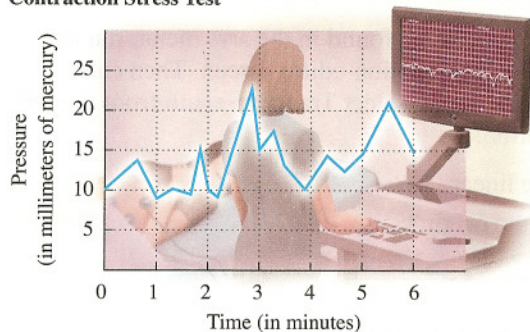 Contraction Stress Test
Pressure
(in millimeters of mercury)
25
20
15
10
5
0
0 1 2 3 4 5 6
Time (in minutes)